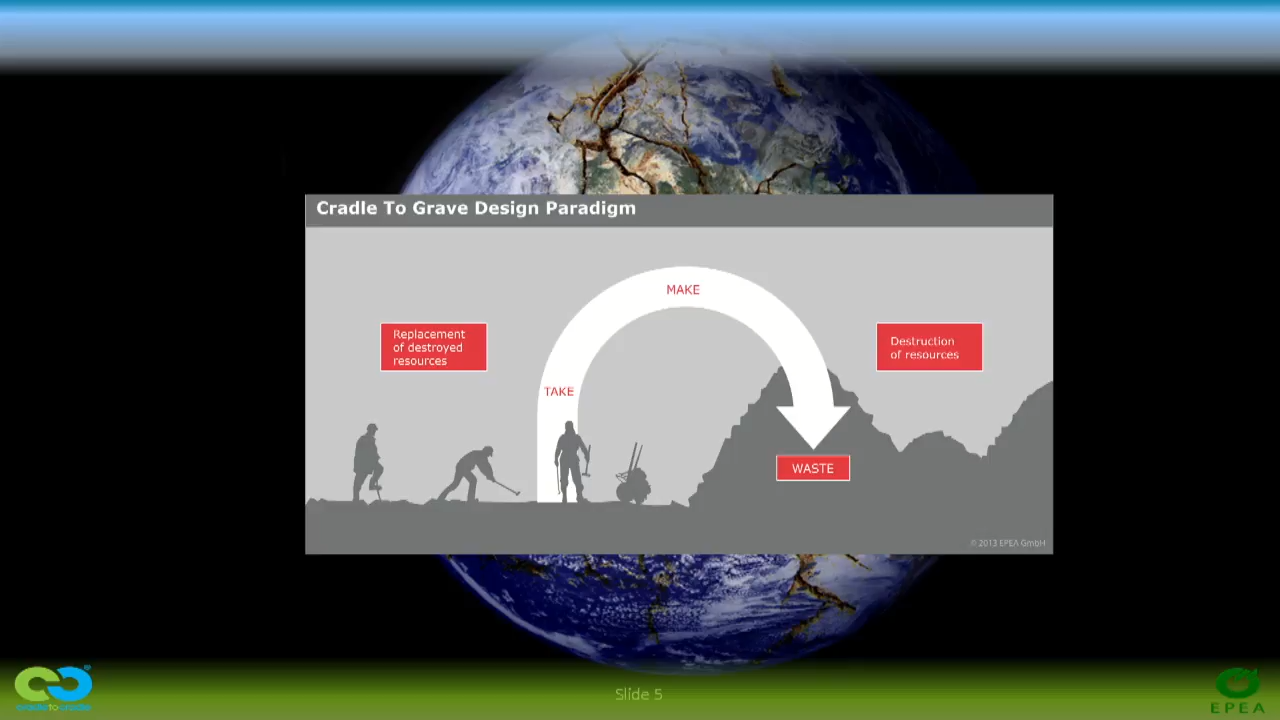 Cradle To Grave Design Paradigm
MAKE
Replacement
of destroyed
resources
Destruction
of resources
TAKE
WASTE
© 2013 EPEA GmbH
cradletocradle
Slide 5
EPEA